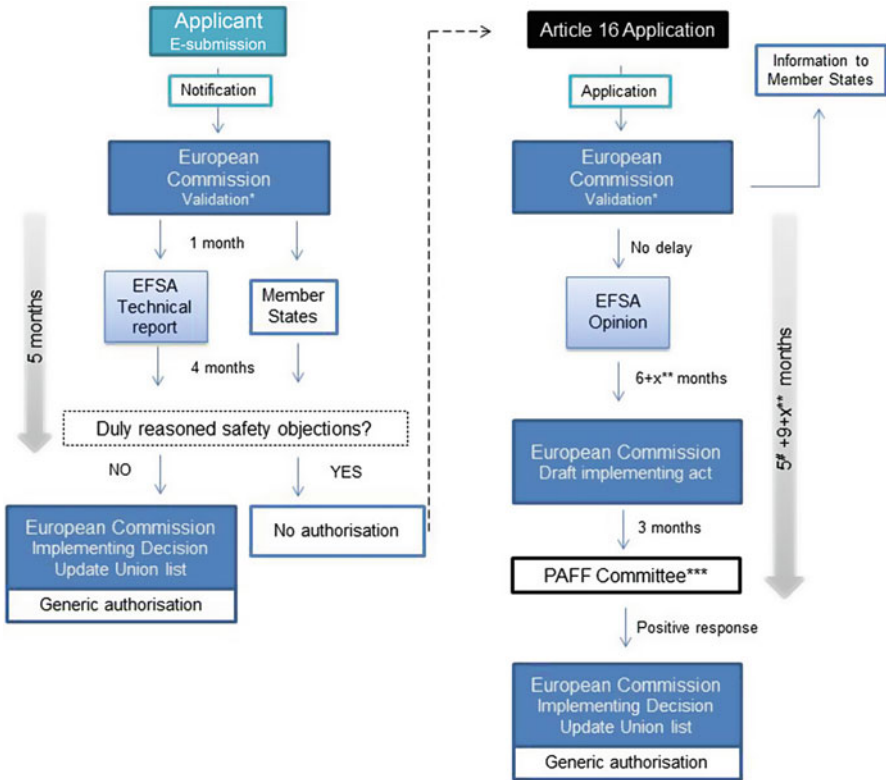 Applicant
E-submission
Notification
European
Commission
Validation*
1 month
EFSA
Technical
report
Member
States
4 months
5 months
Duly reasoned safety objections?
NO
YES
European Commission
Implementing Decision
Update Union list
Generic authorisation
No authorisation
Article 16 Application
Application
Information to
Member States
European
Commission
Validation*
No delay
EFSA
Opinion
6+x** months
5# +9+x** months
European Commission
Draft implementing act
3 months
PAFF Committee***
Positive response
European Commission
Implementing Decision
Update Union list
Generic authorisation